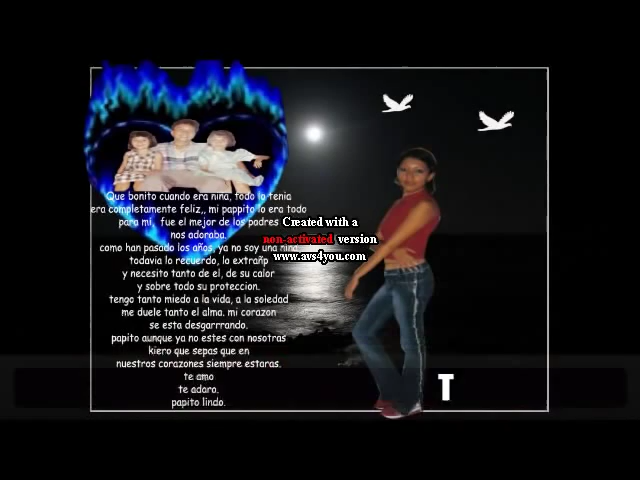 Que bonito cuando era niña, todo lo tenia
era completamente feliz,, mi pappito lo era todo
para mi, fue el mejor de los padres
nos adoraba.
como han pasado los años, ya no soy una niña
todavia lo recuerdo, la extrañp
y necesito tanto de el, de su calor
y sobre todo su proteccion.
tengo tanto miedo a la vida, a la soledad
me duele tanto el alma. mi corazon
se esta desgarrrando.
papito aunque ya no estes con nosotras
kiero que sepas que en
nuestros corazones siempre estaras.
te amo
te adaro.
papito lindo.
Created with a
non-activated version
www.avs4you.com
T